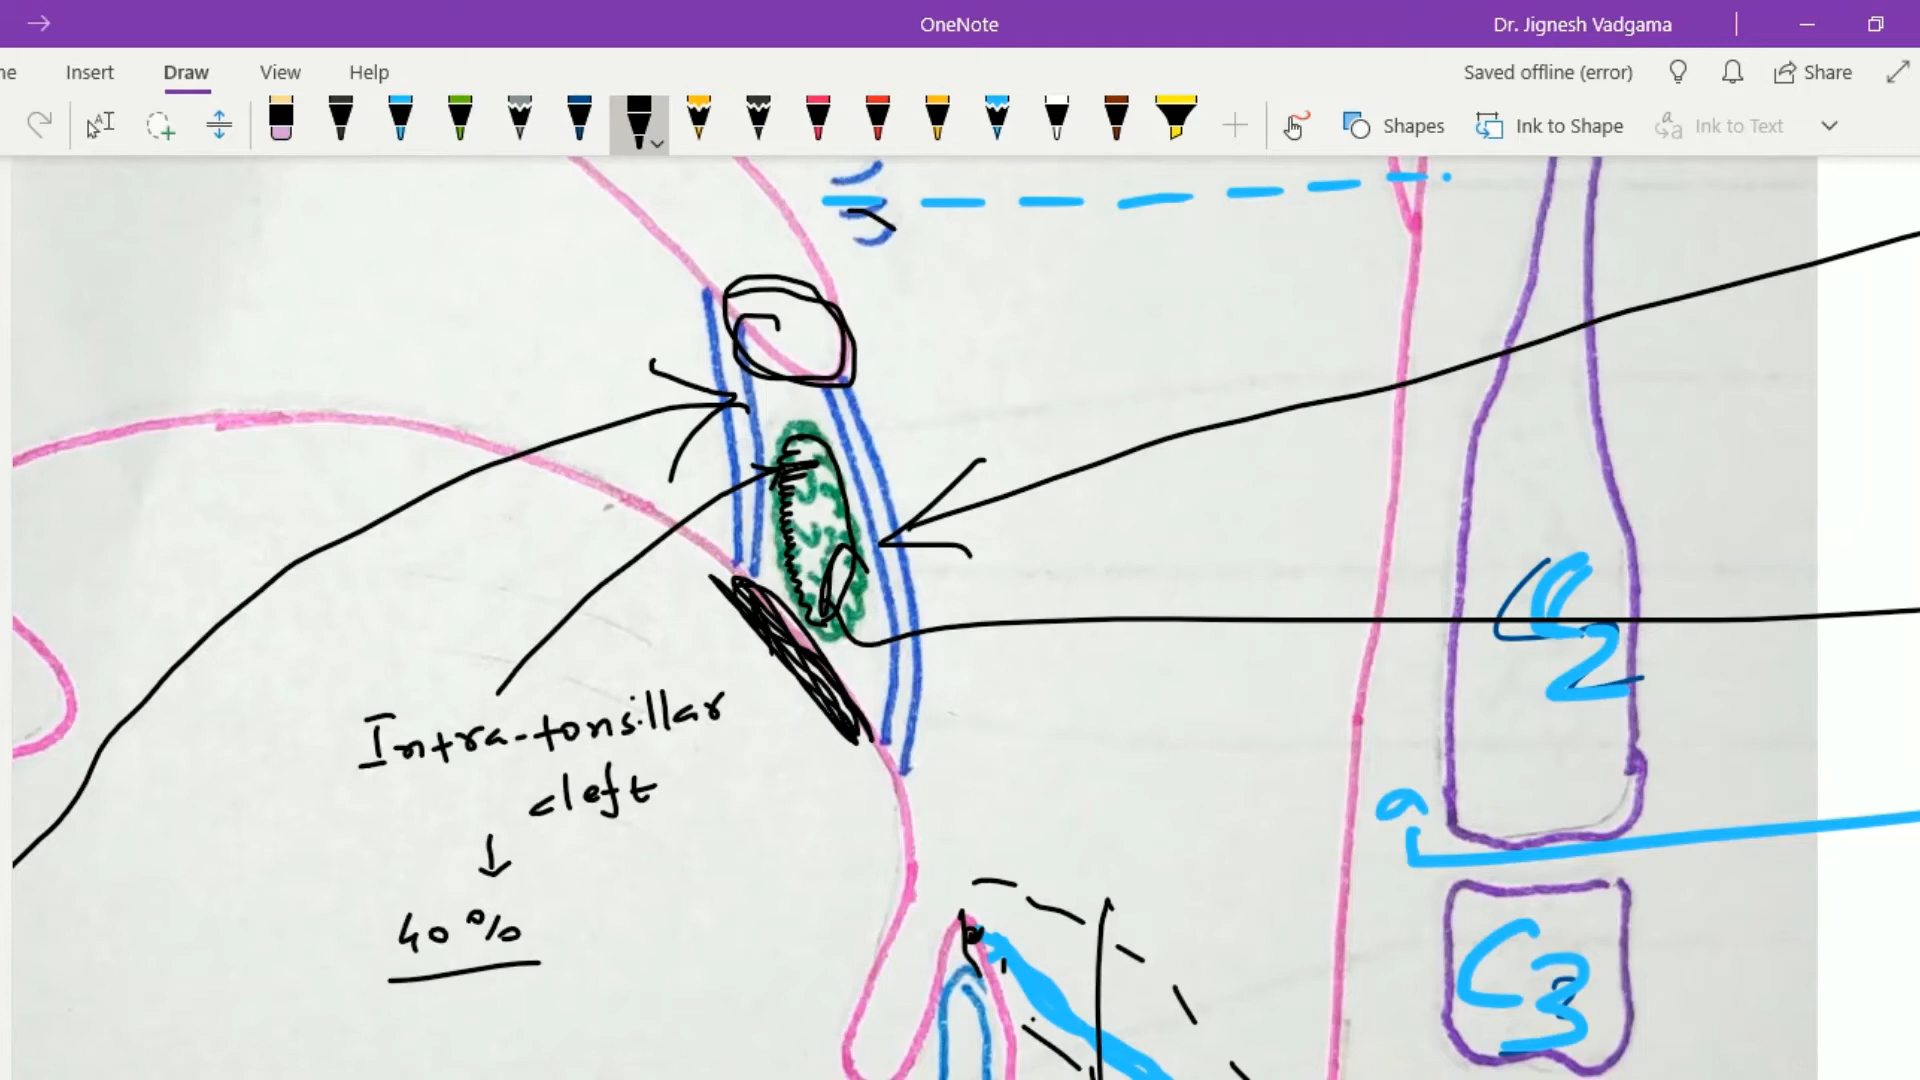 OneNote
Dr. Jignesh Vadgama
Insert
Draw
View
Help
Saved offline (error)
Share
Shapes
Ink to Shape
Ink to Text
Intra-tonsillar
cleft
40%
C2
C3